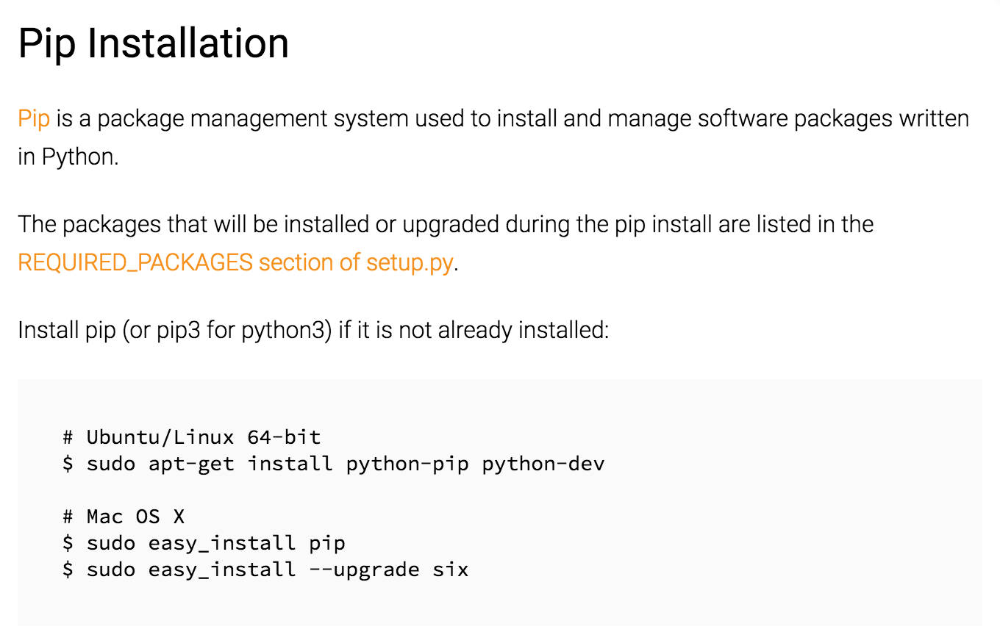 Pip Installation
Pip is a package management system used to install and manage software packages written
in Python.
The packages that will be installed or upgraded during the pip install are listed in the
REQUIRED_PACKAGES section of setup.py.
Install pip (or pip3 for python3) if it is not already installed:
# Ubuntu/Linux 64-bit
$ sudo apt-get install python-pip python-dev
# Mac OS X
$ sudo easy_install pip
$ sudo easy_install --upgrade six